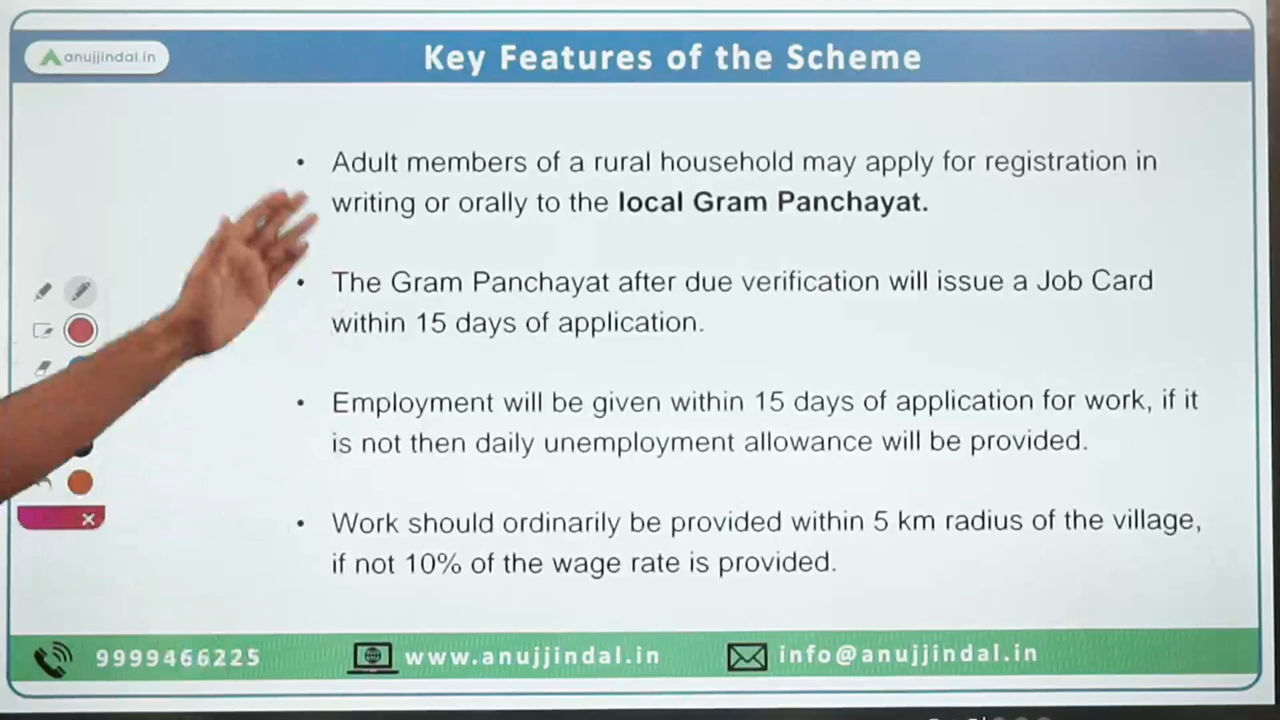 anujjindal.in
Key Features of the Scheme
• Adult members of a rural household may apply for registration in
writing or orally to the local Gram Panchayat.
• The Gram Panchayat after due verification will issue a Job Card
within 15 days of application.
• Employment will be given within 15 days of application for work, if it
is not then daily unemployment allowance will be provided.
• Work should ordinarily be provided within 5 km radius of the village,
if not 10% of the wage rate is provided.
9999466225
www.anujjindal.in
info@anujjindal.in